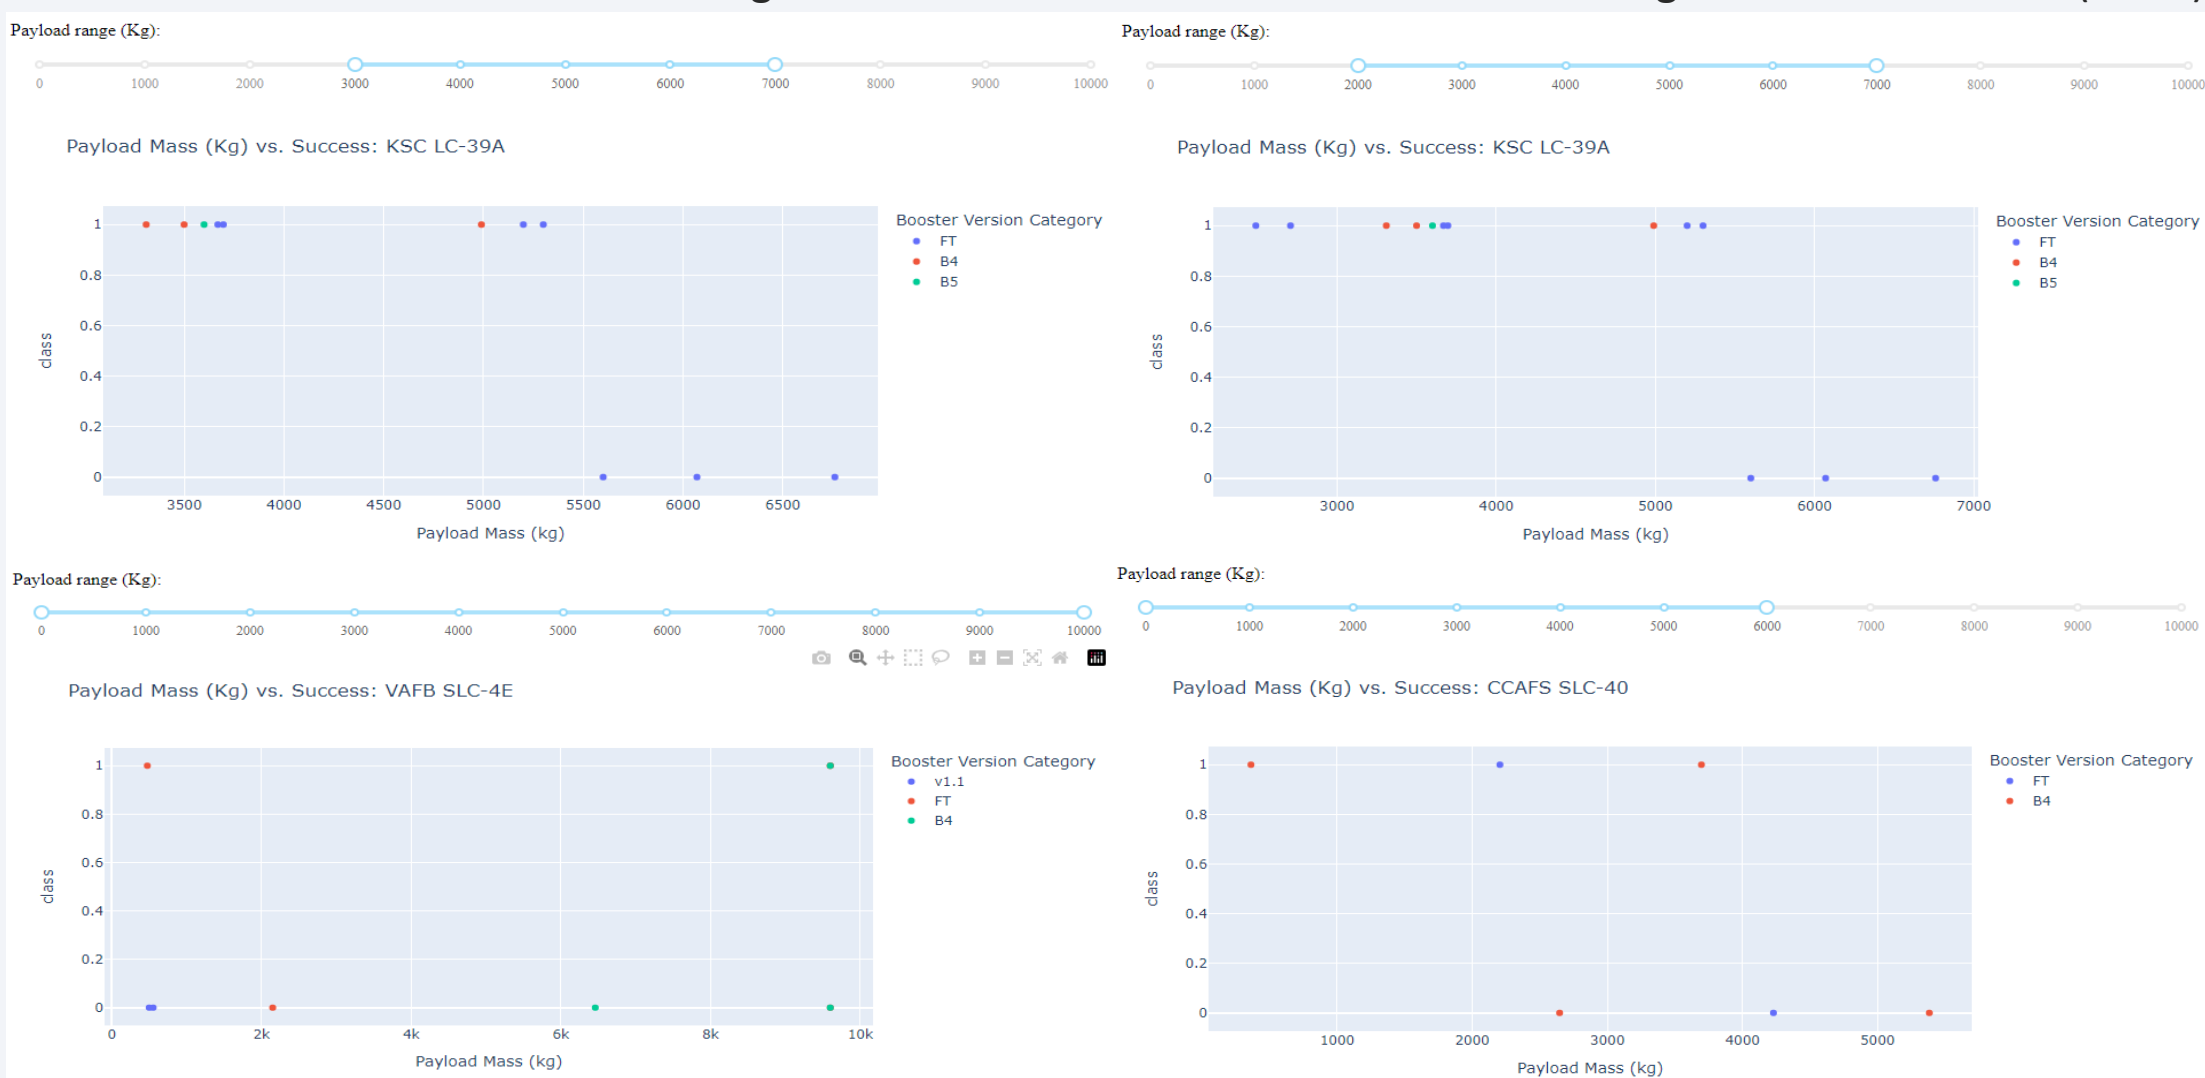 Payload range (Kg):
0 1000 2000 3000 4000 5000 6000 7000 8000 9000 10000
Payload Mass (Kg) vs. Success: KSC LC-39A
Booster Version Category
FT
B4
B5
1
0.8
0.6
0.4
0.2
0
class
3500 4000 4500 5000 5500 6000 6500
Payload Mass (kg)
Payload range (Kg):
0 1000 2000 3000 4000 5000 6000 7000 8000 9000 10000
Payload Mass (Kg) vs. Success: KSC LC-39A
Booster Version Category
FT
B4
B5
1
0.8
0.6
0.4
0.2
0
class
3000 4000 5000 6000 7000
Payload Mass (kg)
Payload range (Kg):
0 1000 2000 3000 4000 5000 6000 7000 8000 9000 10000
Payload Mass (Kg) vs. Success: VAFB SLC-4E
Booster Version Category
v1.1
FT
B4
1
0.8
0.6
0.4
0.2
0
class
0 2k 4k 6k 8k 10k
Payload Mass (kg)
Payload range (Kg):
0 1000 2000 3000 4000 5000 6000 7000 8000 9000 10000
Payload Mass (Kg) vs. Success: CCAFS SLC-40
Booster Version Category
FT
B4
1
0.8
0.6
0.4
0.2
0
class
1000 2000 3000 4000 5000
Payload Mass (kg)